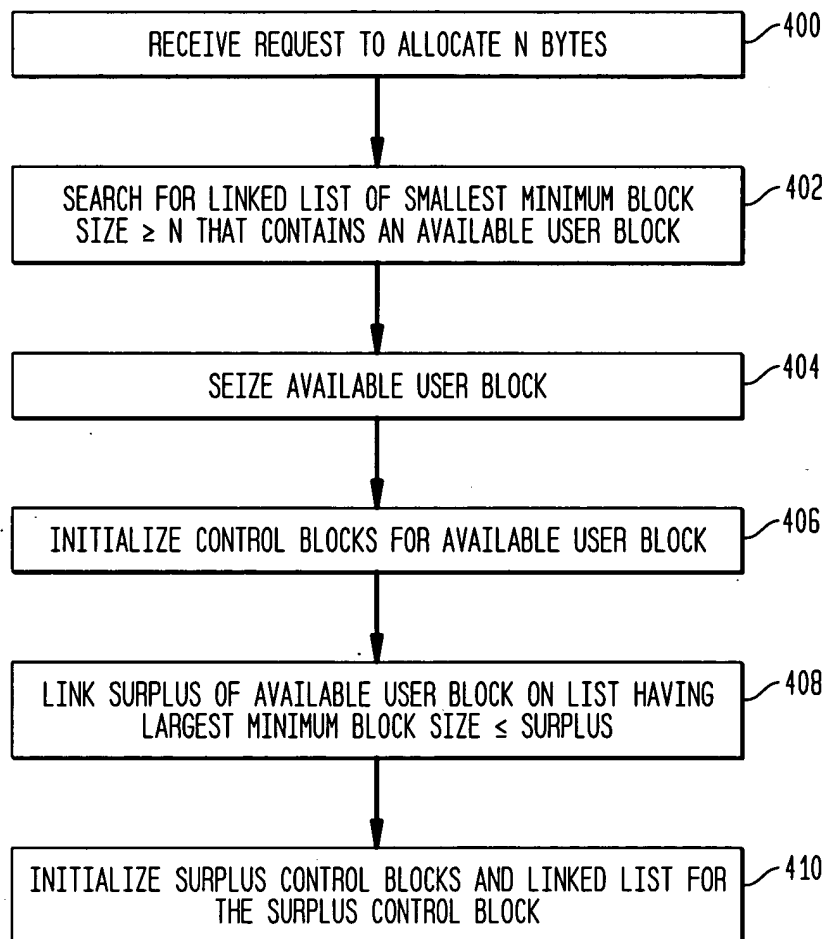 RECEIVE REQUEST TO ALLOCATE N BYTES
400
SEARCH FOR LINKED LIST OF SMALLEST MINIMUM BLOCK
SIZE ≥ N THAT CONTAINS AN AVAILABLE USER BLOCK
402
SEIZE AVAILABLE USER BLOCK
404
INITIALIZE CONTROL BLOCKS FOR AVAILABLE USER BLOCK
406
LINK SURPLUS OF AVAILABLE USER BLOCK ON LIST HAVING
LARGEST MINIMUM BLOCK SIZE ≤ SURPLUS
408
INITIALIZE SURPLUS CONTROL BLOCKS AND LINKED LIST FOR
THE SURPLUS CONTROL BLOCK
410